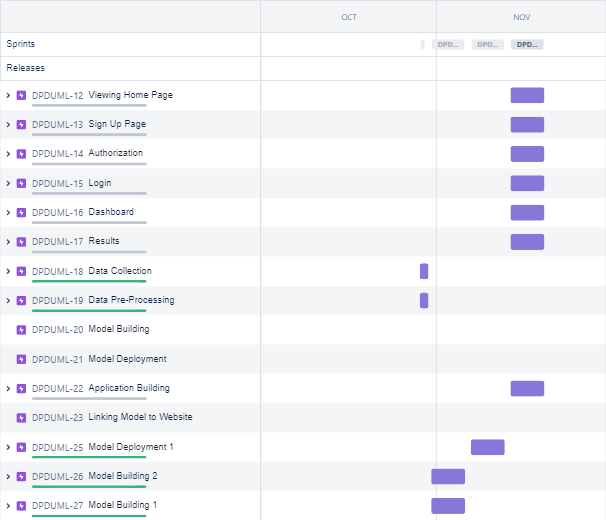 OCT NOV
Sprints DPD... DPD... DPD...
Releases
DPDUML-12 Viewing Home Page
DPDUML-13 Sign Up Page
DPDUML-14 Authorization
DPDUML-15 Login
DPDUML-16 Dashboard
DPDUML-17 Results
DPDUML-18 Data Collection
DPDUML-19 Data Pre-Processing
DPDUML-20 Model Building
DPDUML-21 Model Deployment
DPDUML-22 Application Building
DPDUML-23 Linking Model to Website
DPDUML-25 Model Deployment 1
DPDUML-26 Model Building 2
DPDUML-27 Model Building 1